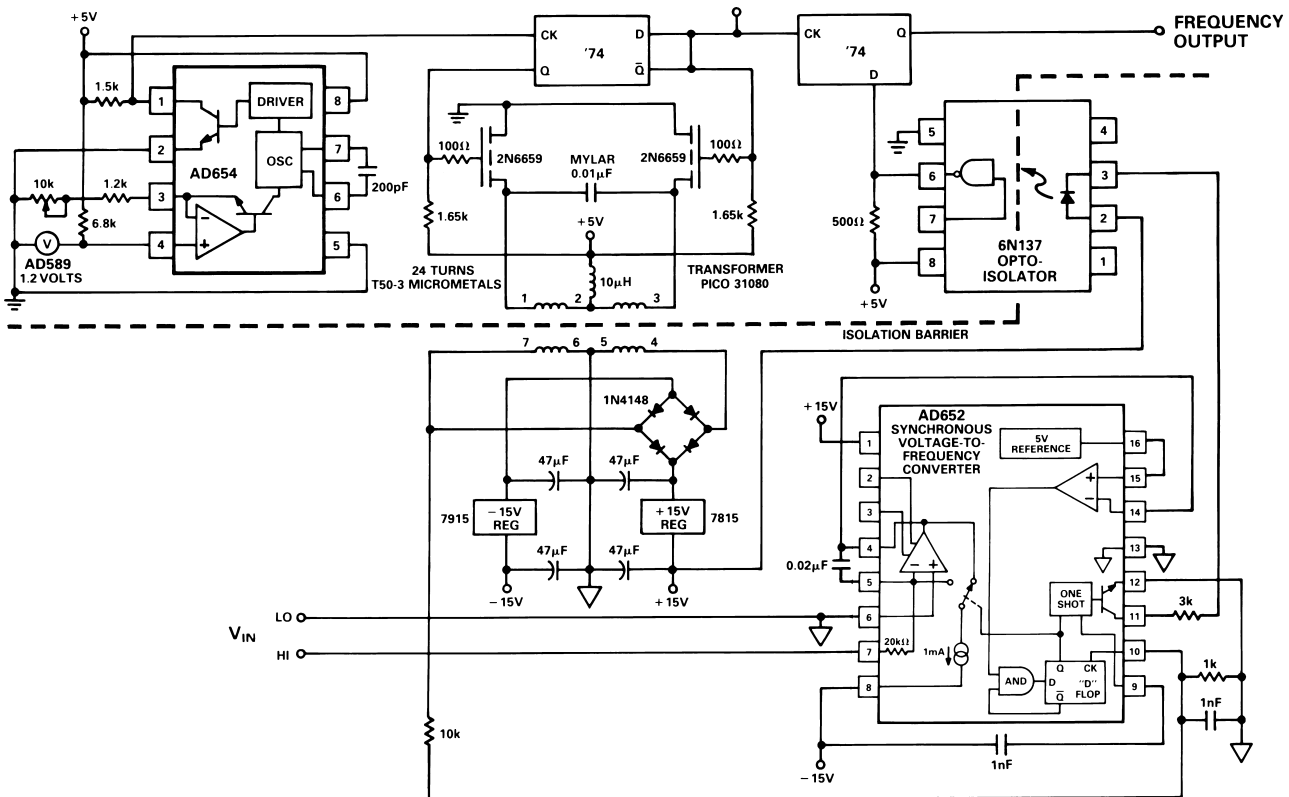 +5V
1.5k
1
2
3
4
8
7
6
5
DRIVER
OSC
AD654
200pF
10k
1.2k
6.8k
V
AD589
1.2 VOLTS
CK
D
'74
Q
Q̅
CK
Q
'74
D
FREQUENCY
OUTPUT
100Ω
2N6659
MYLAR
0.01μF
2N6659
100Ω
1.65k
+5V
1.65k
24 TURNS
T50-3 MICROMETALS
10μH
TRANSFORMER
PICO 31080
1
2
3
500Ω
+5V
5
6
7
8
4
3
2
1
6N137
OPTO-
ISOLATOR
ISOLATION BARRIER
7
6
5
4
1N4148
47μF
47μF
7915
−15V
REG
+15V
REG
7815
47μF
47μF
−15V
+15V
LO
VIN
HI
10k
+15V
AD652
SYNCHRONOUS
VOLTAGE-TO-
FREQUENCY
CONVERTER
5V
REFERENCE
1
2
3
4
5
6
7
8
16
15
14
13
12
11
10
9
0.02μF
20kΩ
1mA
ONE
SHOT
AND
Q
CK
D
"D"
FLOP
Q̅
3k
1k
1nF
1nF
−15V